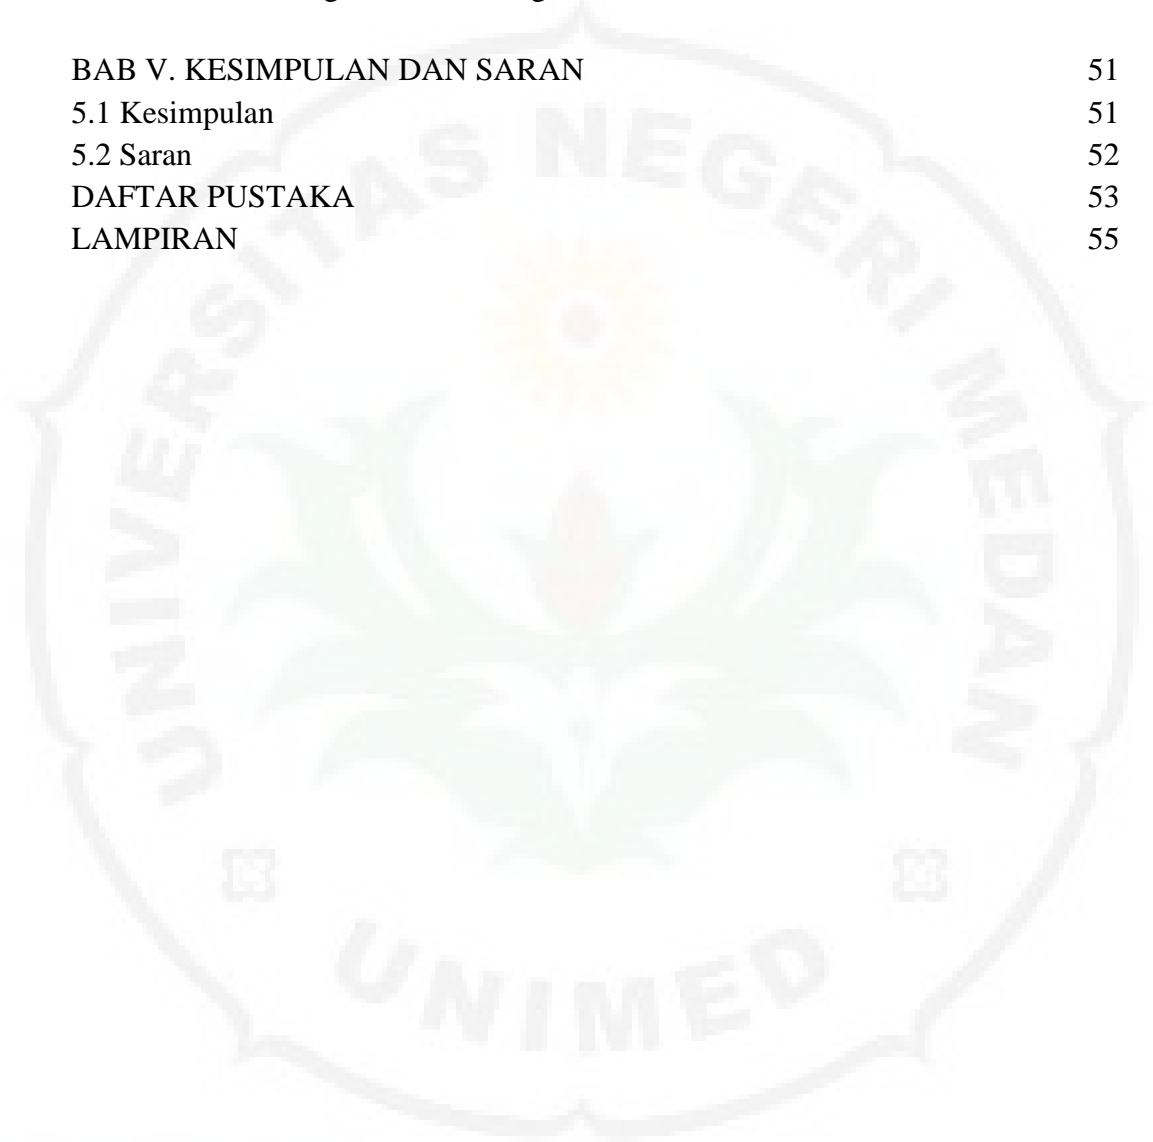 BAB V. KESIMPULAN DAN SARAN 51
5.1 Kesimpulan 51
5.2 Saran 52
DAFTAR PUSTAKA 53
LAMPIRAN 55
UNIVERSITAS NEGERI MEDAN
UNIMED